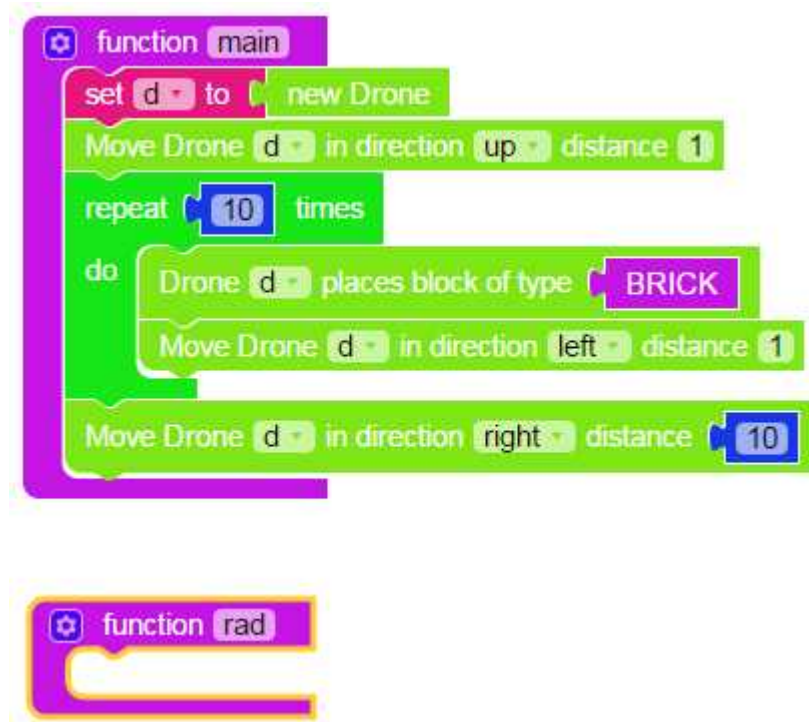 function main
set d to new Drone
Move Drone d in direction up distance 1
repeat 10 times
do
Drone d places block of type BRICK
Move Drone d in direction left distance 1
Move Drone d in direction right distance 10
function rad